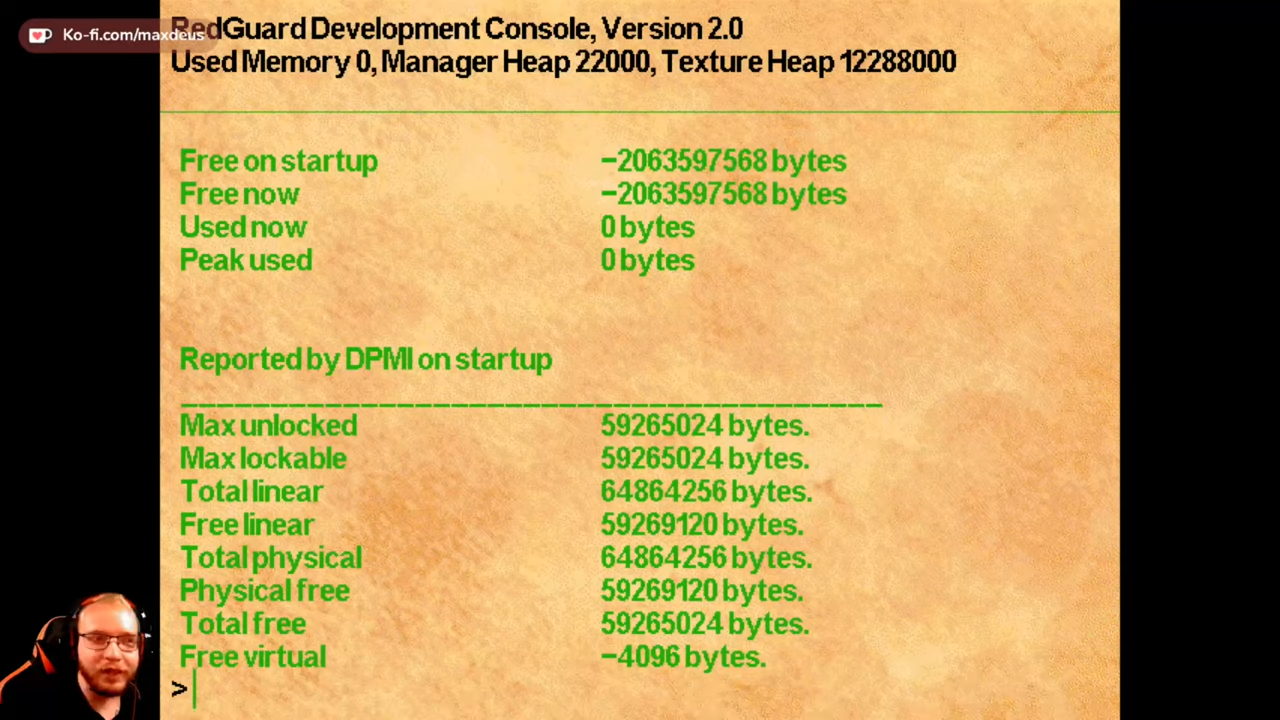 RedGuard Development Console, Version 2.0
Ko-fi.com/maxdeus
Used Memory 0, Manager Heap 22000, Texture Heap 12288000
Free on startup −2063597568 bytes
Free now −2063597568 bytes
Used now 0 bytes
Peak used 0 bytes
Reported by DPMI on startup
_______________________________________
Max unlocked 59265024 bytes.
Max lockable 59265024 bytes.
Total linear 64864256 bytes.
Free linear 59269120 bytes.
Total physical 64864256 bytes.
Physical free 59269120 bytes.
Total free 59265024 bytes.
Free virtual −4096 bytes.
>